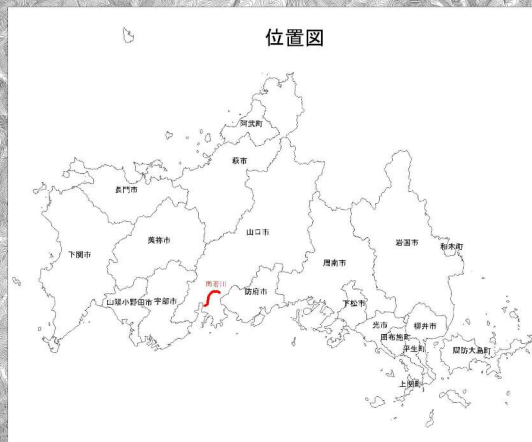 位置図
阿武町
萩市
長門市
山口市
岩国市
美祢市
和木町
下関市
周南市
南若川
防府市
山陽小野田市
宇部市
下松市
光市
柳井市
田布施町
平生町
周防大島町
上関町